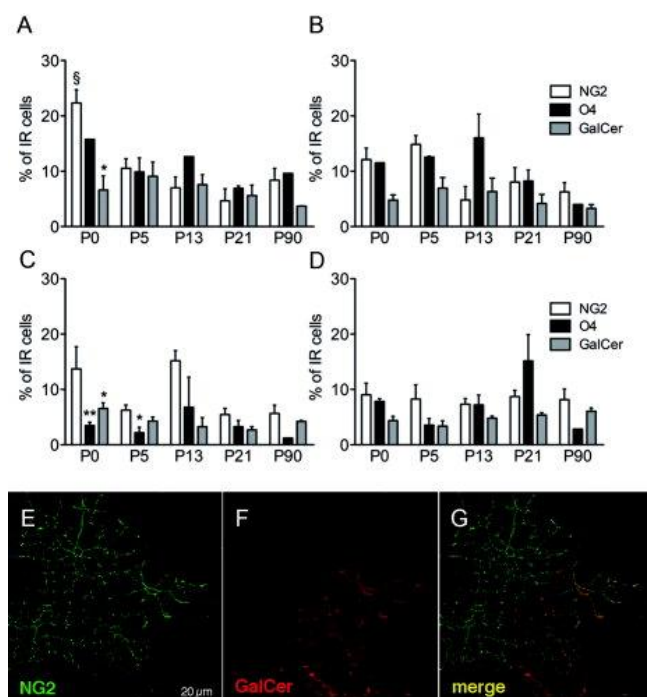 A
B
30
20
10
0
% of IR cells
§
*
P0 P5 P13 P21 P90
30
20
10
0
% of IR cells
NG2
O4
GalCer
P0 P5 P13 P21 P90
C
D
30
20
10
0
% of IR cells
**
*
*
P0 P5 P13 P21 P90
30
20
10
0
% of IR cells
NG2
O4
GalCer
P0 P5 P13 P21 P90
E
NG2
20 µm
F
GalCer
G
merge